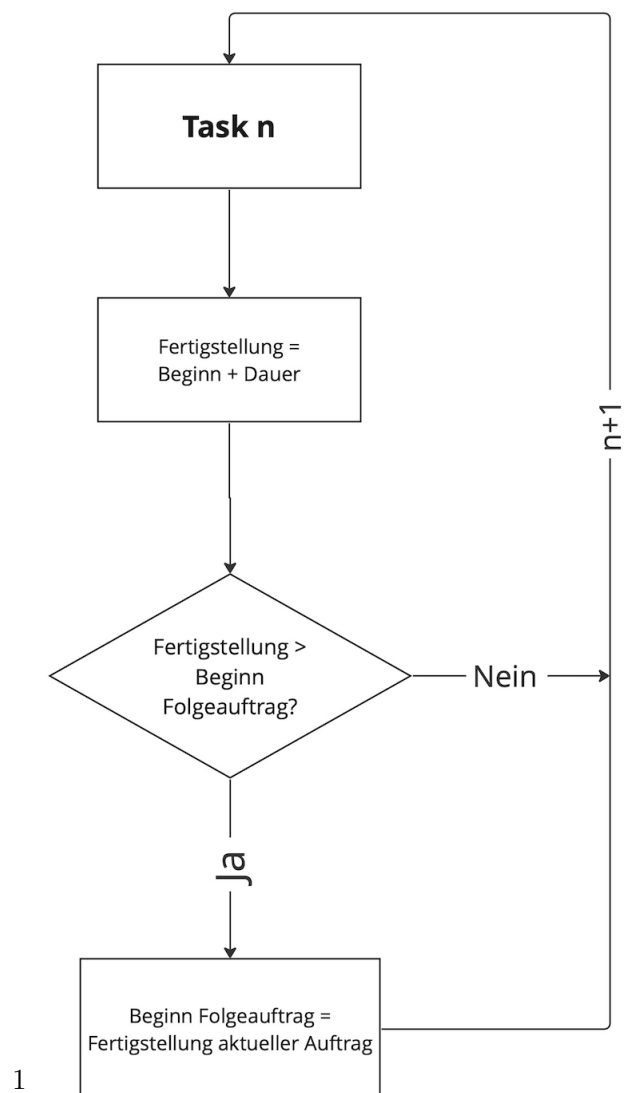 Task n
Fertigstellung =
Beginn + Dauer
n+1
Fertigstellung >
Beginn
Folgeauftrag?
Nein
Ja
Beginn Folgeauftrag =
Fertigstellung aktueller Auftrag
1